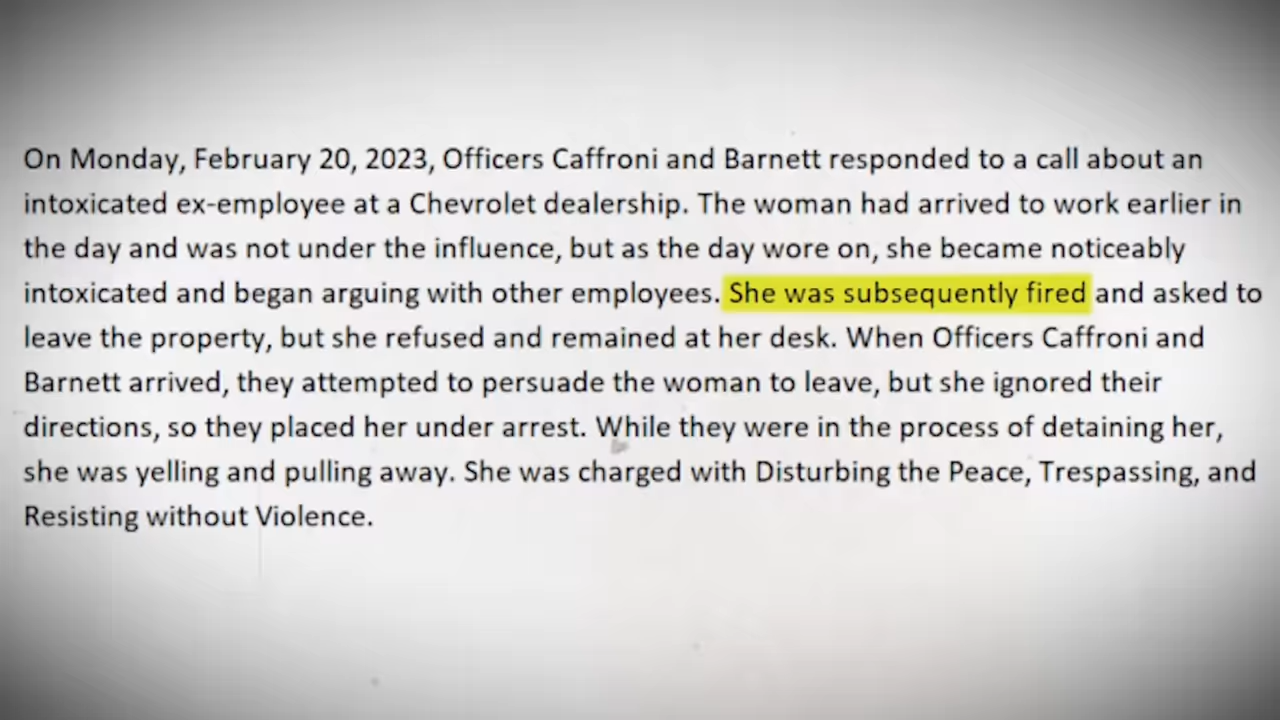 On Monday, February 20, 2023, Officers Caffroni and Barnett responded to a call about an
intoxicated ex-employee at a Chevrolet dealership. The woman had arrived to work earlier in
the day and was not under the influence, but as the day wore on, she became noticeably
intoxicated and began arguing with other employees. She was subsequently fired and asked to
leave the property, but she refused and remained at her desk. When Officers Caffroni and
Barnett arrived, they attempted to persuade the woman to leave, but she ignored their
directions, so they placed her under arrest. While they were in the process of detaining her,
she was yelling and pulling away. She was charged with Disturbing the Peace, Trespassing, and
Resisting without Violence.